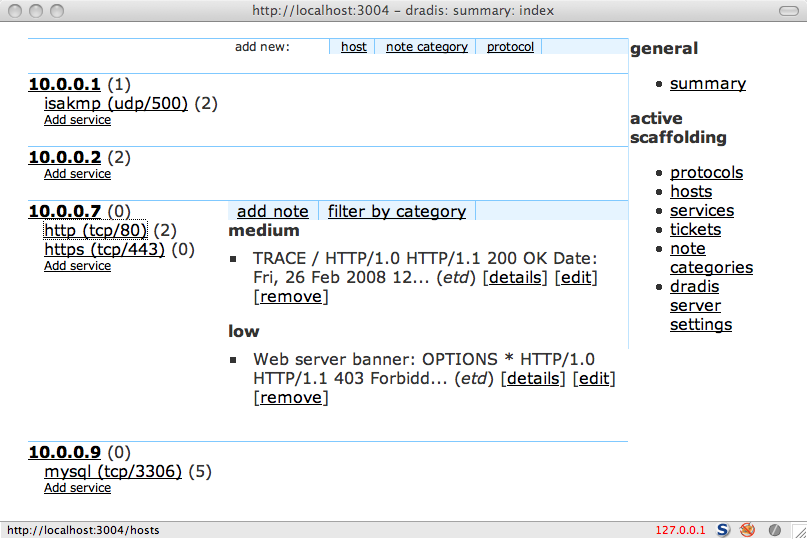 http://localhost:3004 – dradis: summary: index
add new: host note category protocol
10.0.0.1 (1)
isakmp (udp/500) (2)
Add service
10.0.0.2 (2)
Add service
10.0.0.7 (0)
http (tcp/80) (2)
https (tcp/443) (0)
Add service
add note filter by category
medium
TRACE / HTTP/1.0 HTTP/1.1 200 OK Date:
Fri, 26 Feb 2008 12... (etd) [details] [edit]
[remove]
low
Web server banner: OPTIONS * HTTP/1.0
HTTP/1.1 403 Forbidd... (etd) [details] [edit]
[remove]
10.0.0.9 (0)
mysql (tcp/3306) (5)
Add service
general
summary
active
scaffolding
protocols
hosts
services
tickets
note
categories
dradis
server
settings
http://localhost:3004/hosts
127.0.0.1
S